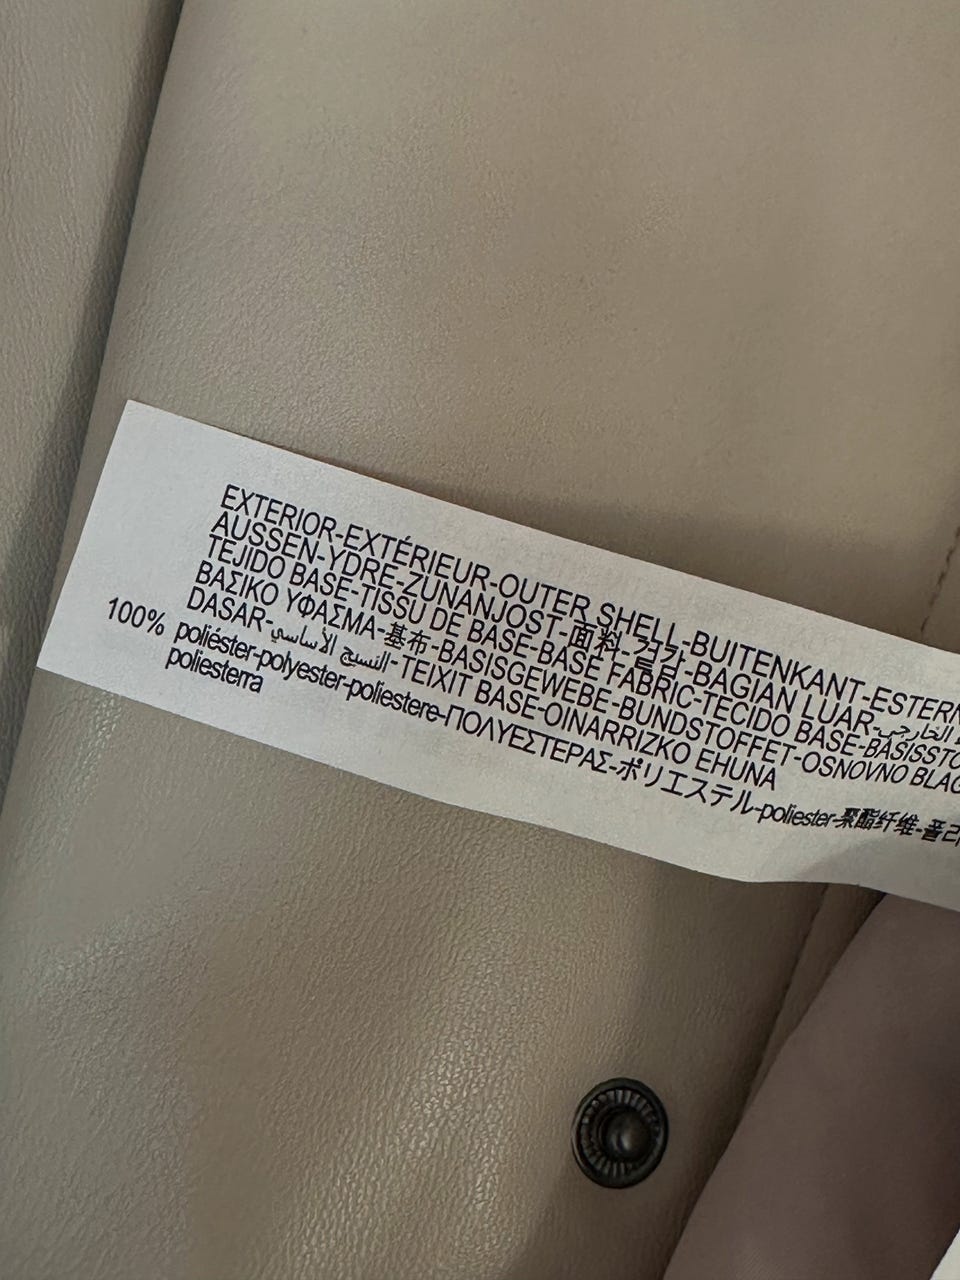 EXTERIOR-EXTÉRIEUR-OUTER SHELL-BUITENKANT-ESTERN
AUSSEN-YDRE-ZUNANJOST-面料-겉감-BAGIAN LUAR-الخارجي
TEJIDO BASE-TISSU DE BASE-BASE FABRIC-TECIDO BASE-BASISSTO
ΒΑΣΙΚΟ ΥΦΑΣΜΑ-基布-BASISGEWEBE-BUNDSTOFFET-OSNOVNO BLAG
DASAR-النسيج الأساسي-TEIXIT BASE-OINARRIZKO EHUNA
100% poliéster-polyester-poliestere-ΠΟΛΥΕΣΤΕΡΑΣ-ポリエステル-poliester-聚酯纤维-폴리
poliesterra